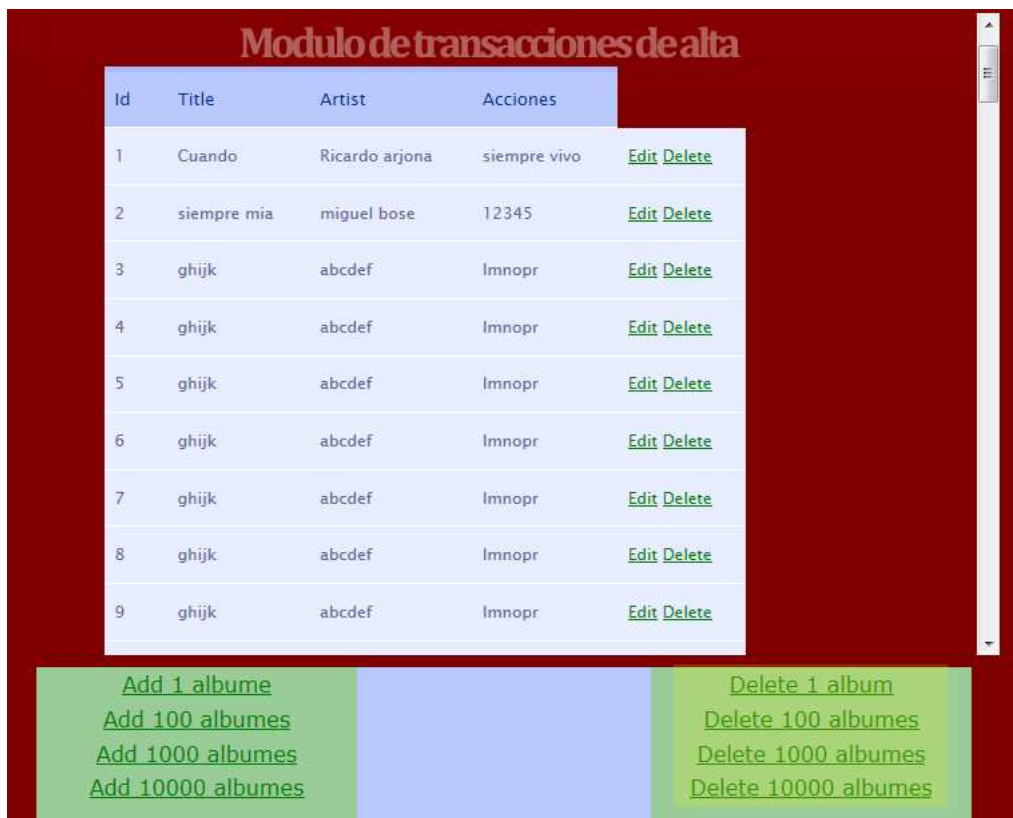 Modulo de transacciones de alta
Id Title Artist Acciones
1 Cuando Ricardo arjona siempre vivo Edit Delete
2 siempre mia miguel bose 12345 Edit Delete
3 ghijk abcdef lmnopr Edit Delete
4 ghijk abcdef lmnopr Edit Delete
5 ghijk abcdef lmnopr Edit Delete
6 ghijk abcdef lmnopr Edit Delete
7 ghijk abcdef lmnopr Edit Delete
8 ghijk abcdef lmnopr Edit Delete
9 ghijk abcdef lmnopr Edit Delete
Add 1 albume
Add 100 albumes
Add 1000 albumes
Add 10000 albumes
Delete 1 album
Delete 100 albumes
Delete 1000 albumes
Delete 10000 albumes